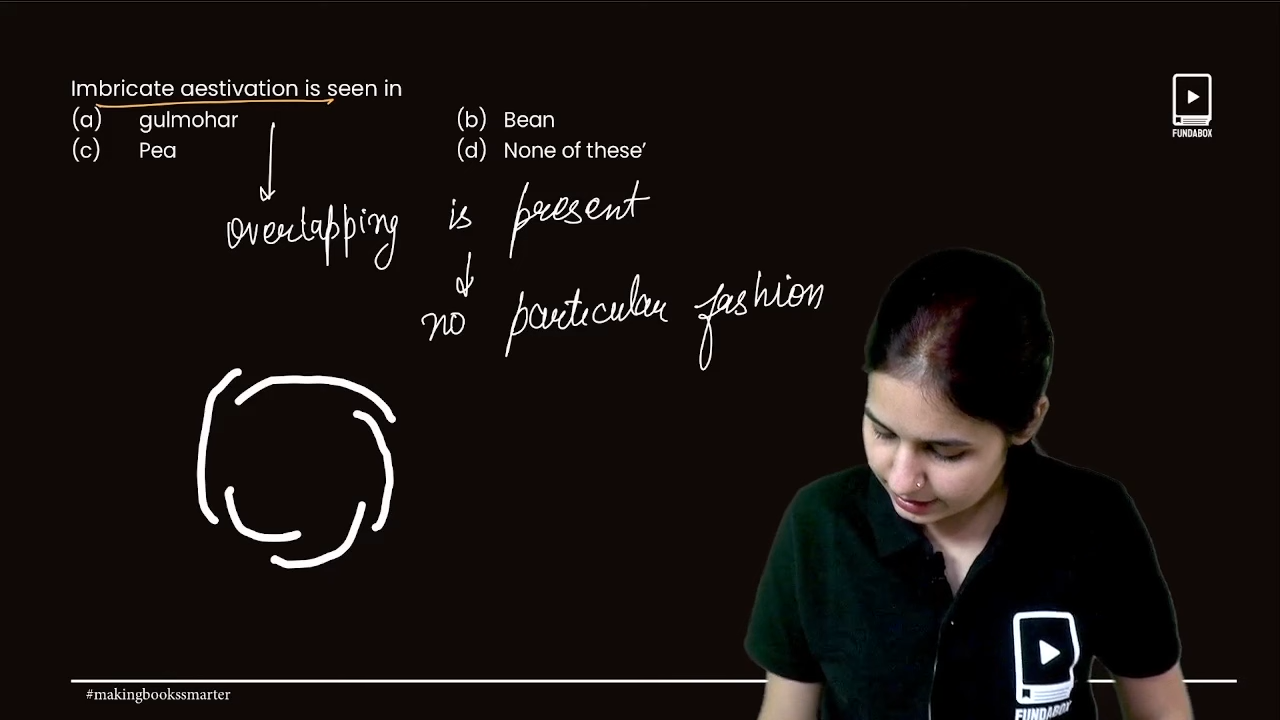 Imbricate aestivation is seen in
(a) gulmohar (b) Bean
(c) Pea (d) None of these’
FUNDABOX
overlapping is present
no particular fashion
FUNDABOX
#makingbookssmarter